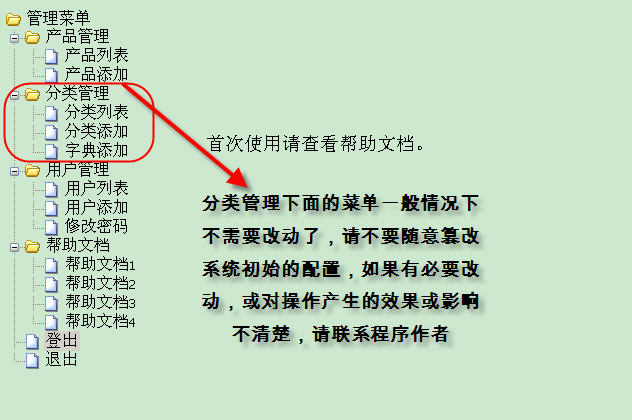 管理菜单
产品管理
产品列表
产品添加
分类管理
分类列表
分类添加
字典添加
用户管理
用户列表
用户添加
修改密码
帮助文档
帮助文档1
帮助文档2
帮助文档3
帮助文档4
登出
退出
首次使用请查看帮助文档。
分类管理下面的菜单一般情况下
不需要改动了，请不要随意篡改
系统初始的配置，如果有必要改
动，或对操作产生的效果或影响
不清楚，请联系程序作者